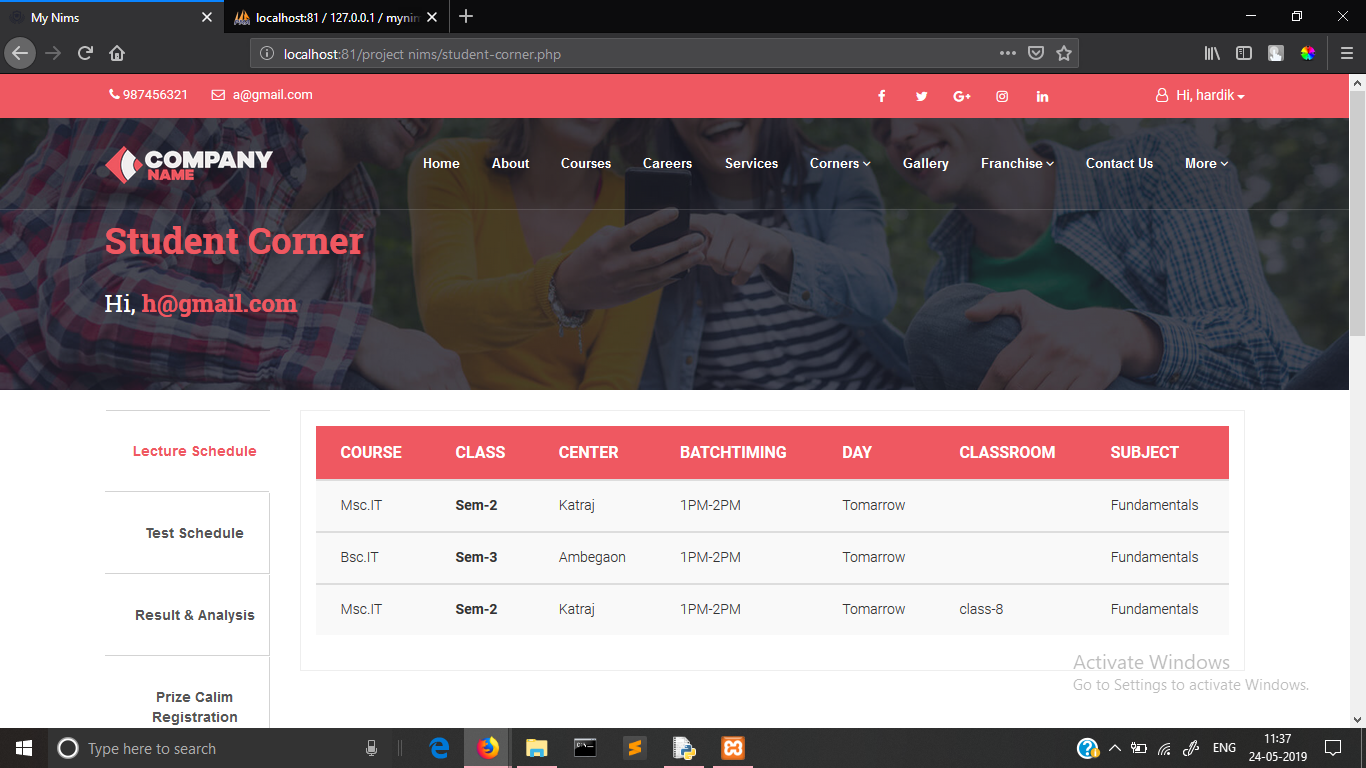 My Nims
localhost:81 / 127.0.0.1 / mynim
localhost:81/project nims/student-corner.php
987456321 a@gmail.com Hi, hardik
COMPANY
NAME
Home About Courses Careers Services Corners Gallery Franchise Contact Us More
Student Corner
Hi, h@gmail.com
Lecture Schedule
Test Schedule
Result & Analysis
Prize Calim
Registration
COURSE CLASS CENTER BATCHTIMING DAY CLASSROOM SUBJECT
Msc.IT Sem-2 Katraj 1PM-2PM Tomarrow Fundamentals
Bsc.IT Sem-3 Ambegaon 1PM-2PM Tomarrow Fundamentals
Msc.IT Sem-2 Katraj 1PM-2PM Tomarrow class-8 Fundamentals
Activate Windows
Go to Settings to activate Windows.
Type here to search
ENG
11:37
24-05-2019